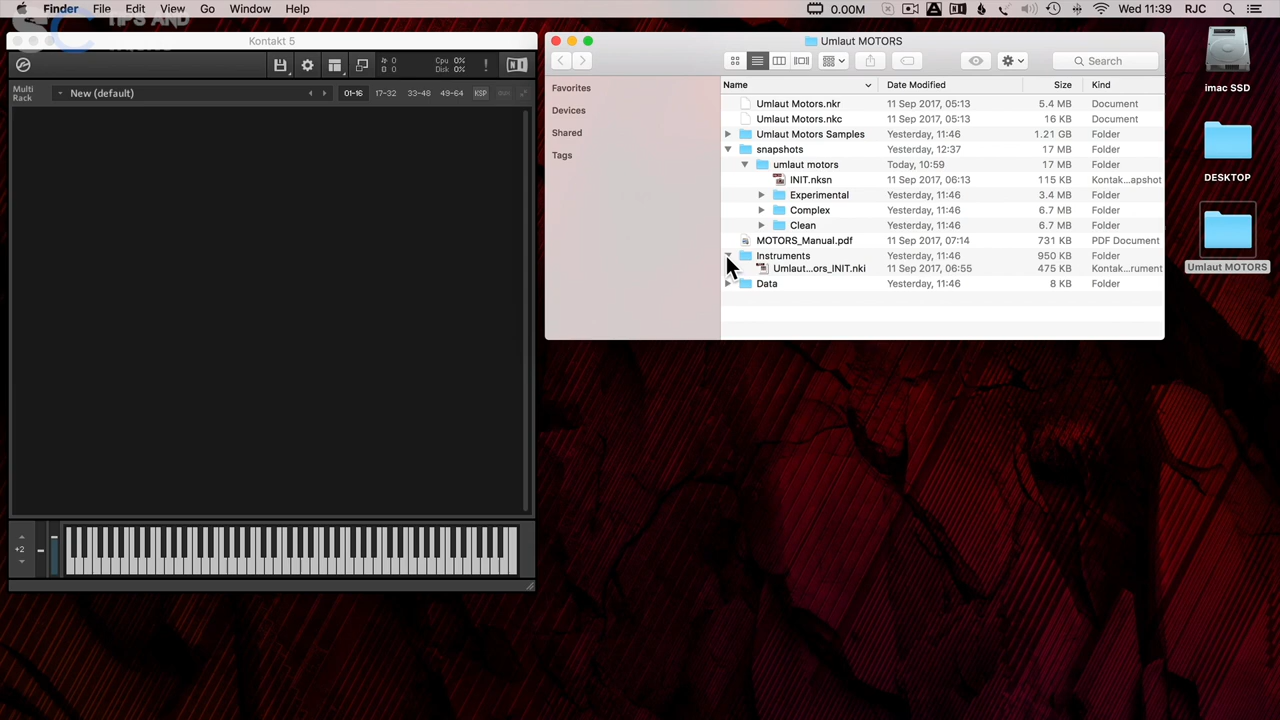 Finder File Edit View Go Window Help 0.00M Wed 11:39 RJC
SC TIPS AND
Kontakt 5
0
0
Cpu 0%
Disk 0%
!
Multi
Rack
New (default) 01-16 17-32 33-48 49-64 KSP
+2
Umlaut MOTORS
Search
Favorites
Devices
Shared
Tags
Name Date Modified Size Kind
Umlaut Motors.nkr 11 Sep 2017, 05:13 5.4 MB Document
Umlaut Motors.nkc 11 Sep 2017, 05:13 16 KB Document
Umlaut Motors Samples Yesterday, 11:46 1.21 GB Folder
snapshots Yesterday, 12:37 17 MB Folder
umlaut motors Today, 10:59 17 MB Folder
INIT.nksn 11 Sep 2017, 06:13 115 KB Kontak...apshot
Experimental Yesterday, 11:46 3.4 MB Folder
Complex Yesterday, 11:46 6.7 MB Folder
Clean Yesterday, 11:46 6.7 MB Folder
MOTORS_Manual.pdf 11 Sep 2017, 07:14 731 KB PDF Document
Instruments Yesterday, 11:46 950 KB Folder
Umlaut...ors_INIT.nki 11 Sep 2017, 06:55 475 KB Kontak...rument
Data Yesterday, 11:46 8 KB Folder
imac SSD
DESKTOP
Umlaut MOTORS